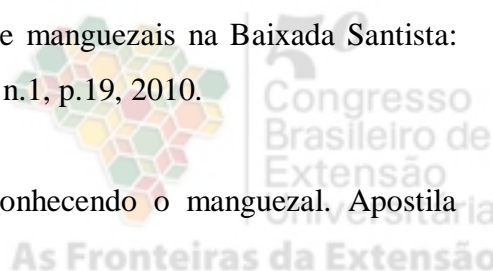 e manguezais na Baixada Santista:
n.1, p.19, 2010.
5º
Congresso
Brasileiro de
Extensão
Universitária
onhecendo o manguezal. Apostila
As Fronteiras da Extensão